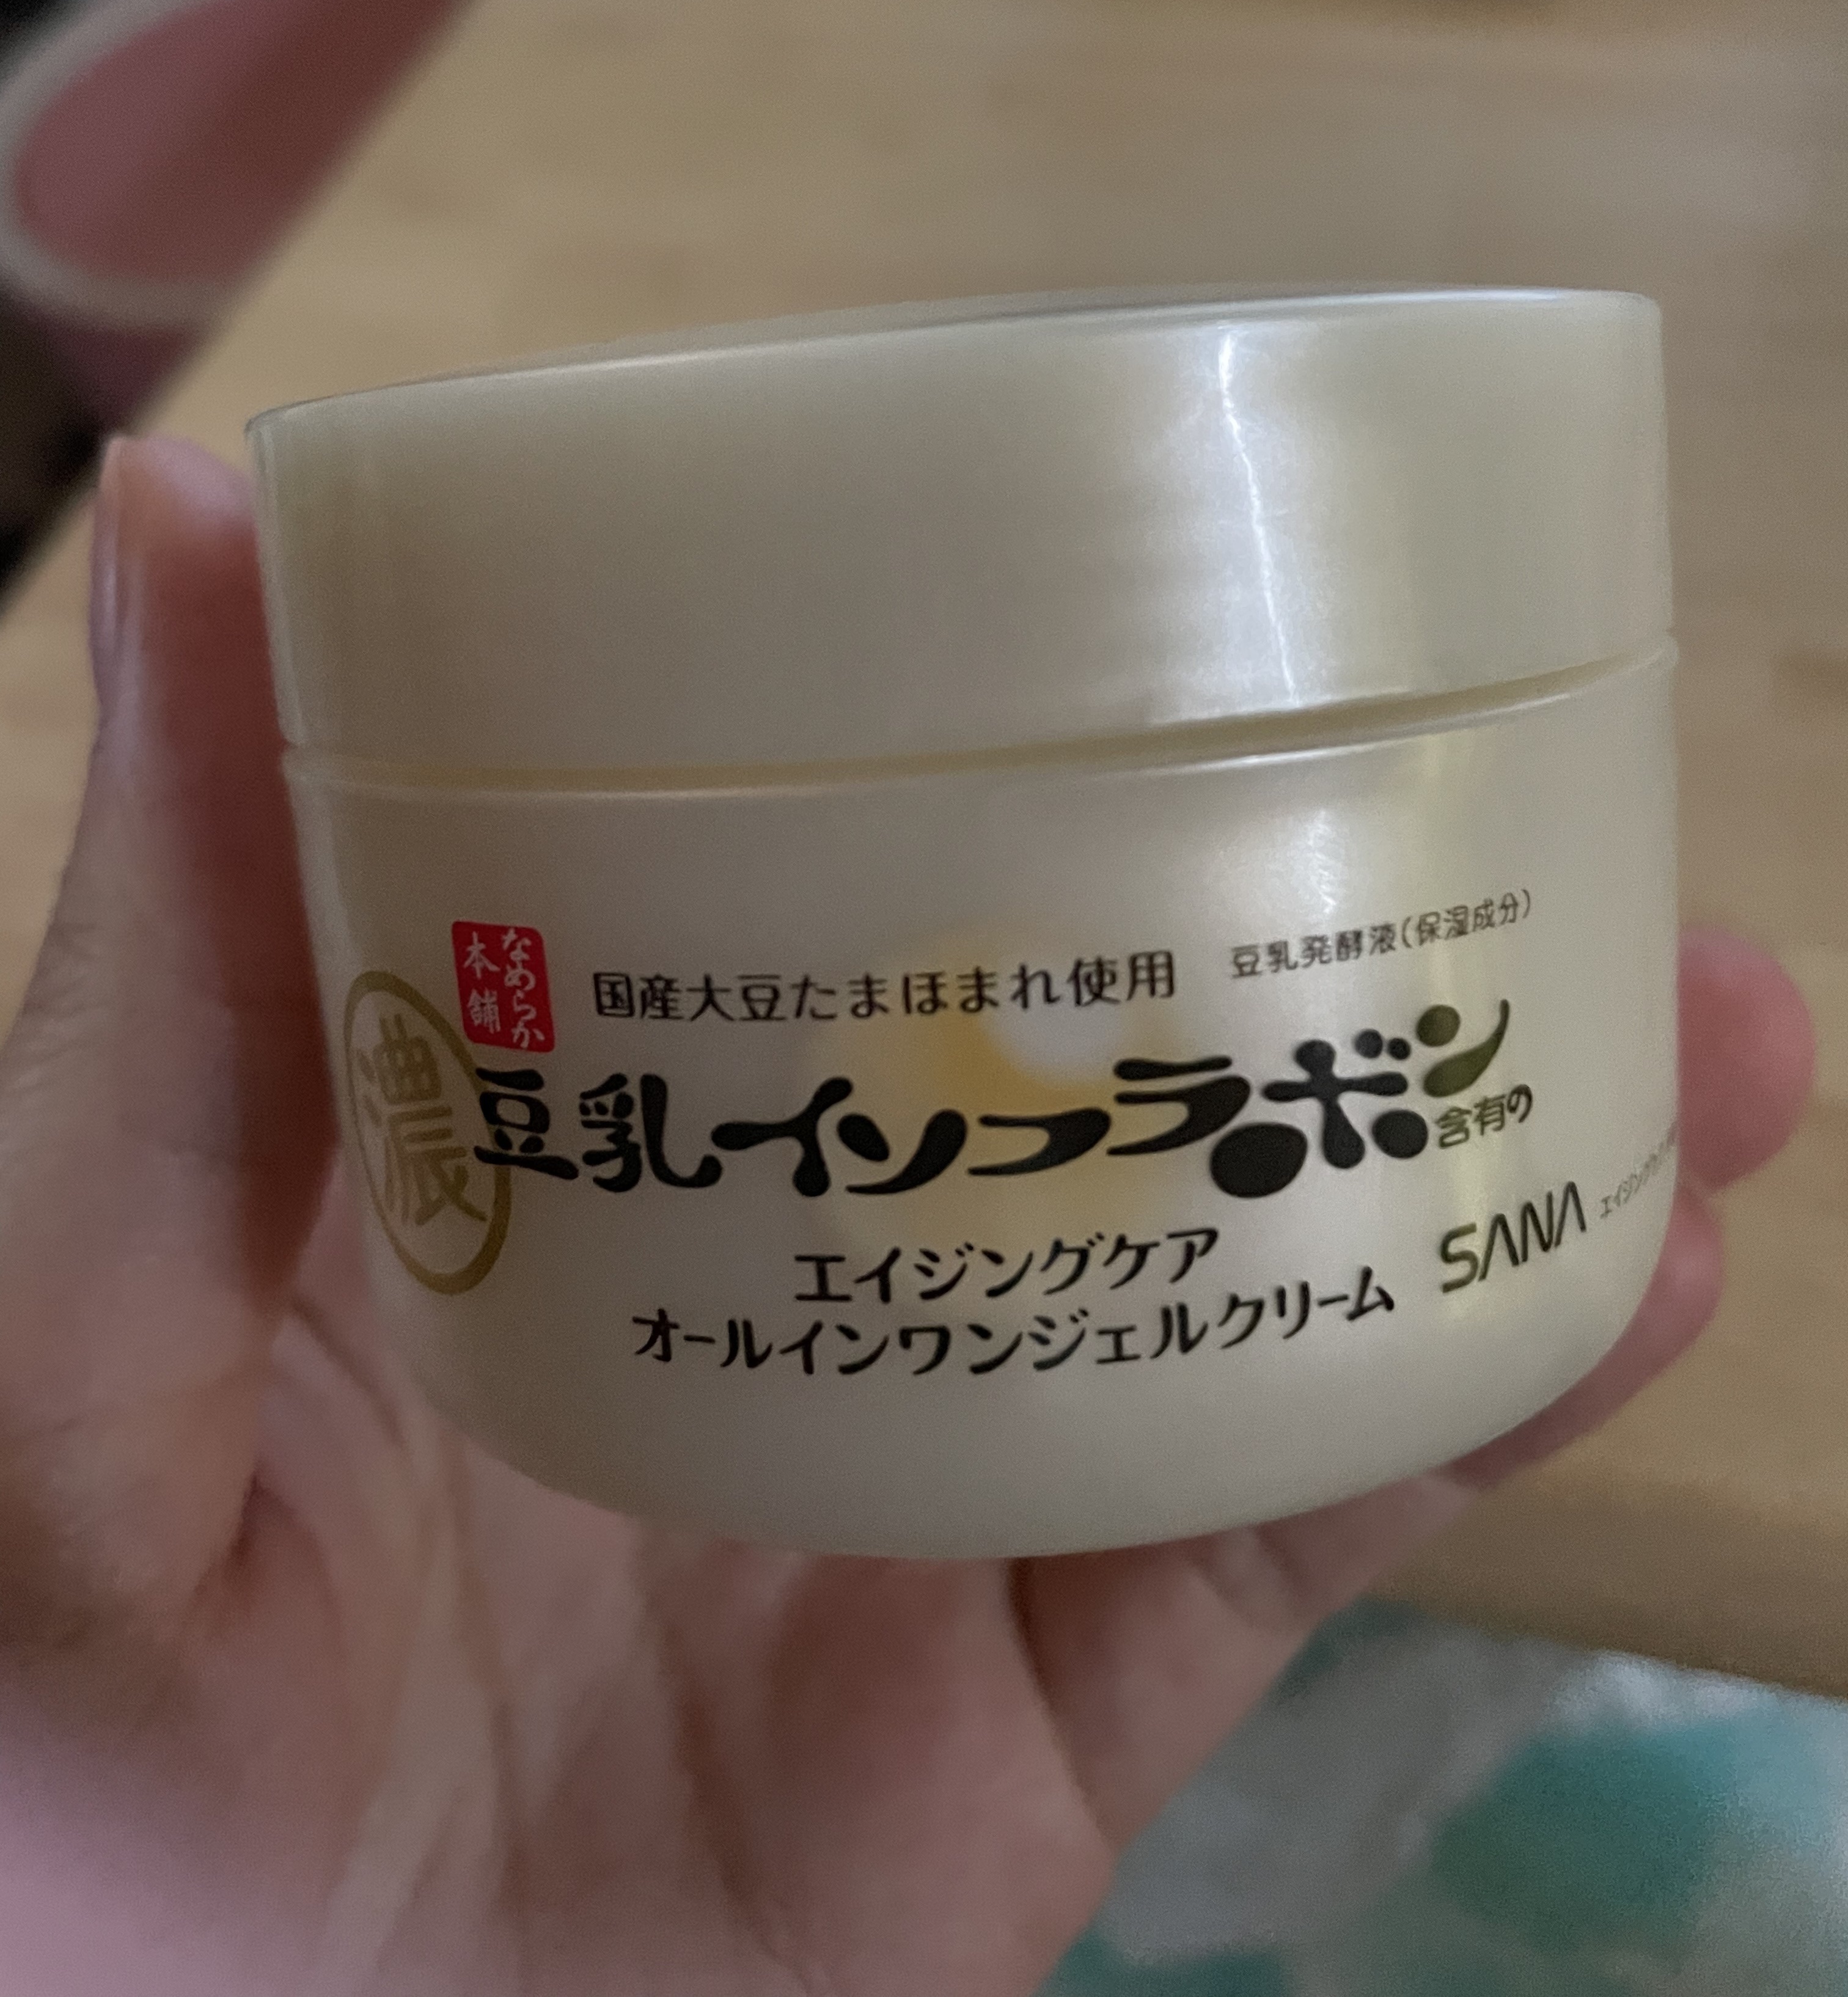 なめらか
本舗
国産大豆たまほまれ使用
豆乳発酵液(保湿成分)
濃
豆乳イソフラボン含有の
エイジングケア
オールインワンジェルクリーム
SANA